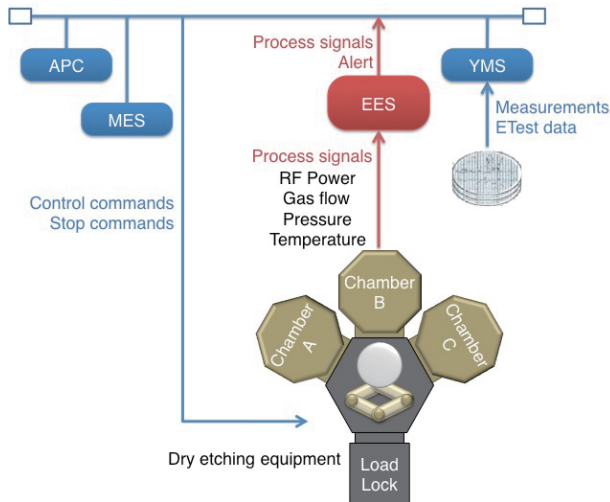 Process signals
Alert
APC
MES
EES
YMS
Measurements
ETest data
Process signals
RF Power
Gas flow
Pressure
Temperature
Control commands
Stop commands
Chamber
B
Chamber
A
Chamber
C
Dry etching equipment
Load
Lock